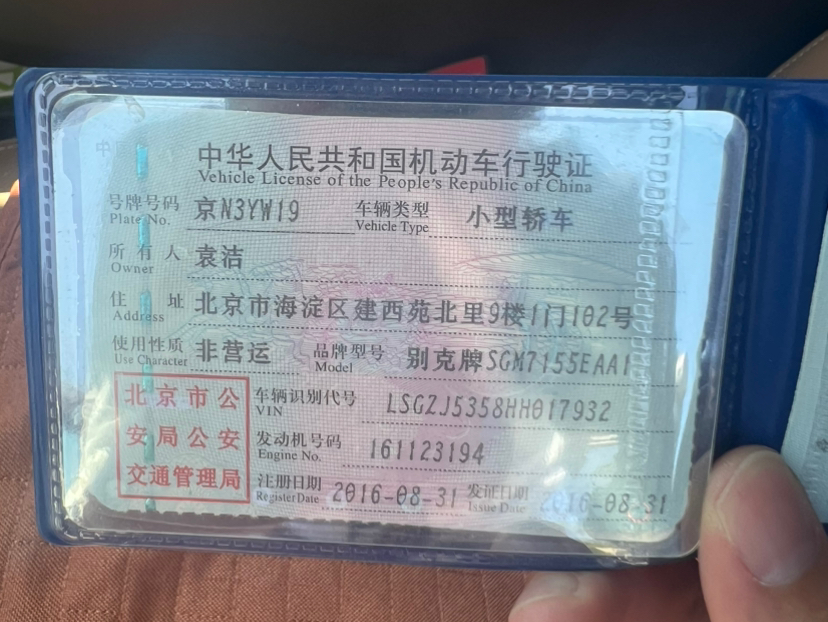 中华人民共和国机动车行驶证
Vehicle License of the People's Republic of China
号牌号码 京N3YW19 车辆类型 小型轿车
Plate No. Vehicle Type
所有人 袁洁
Owner
住址 北京市海淀区建西苑北里9楼1门102号
Address
使用性质 非营运 品牌型号 别克牌SGM7155EAA1
Use Character Model
北京市公 车辆识别代号 LSGZJ5358HH017932
VIN
安局公安 发动机号码 161123194
Engine No.
交通管理局 注册日期 2016-08-31 发证日期 2016-08-31
Register Date Issue Date